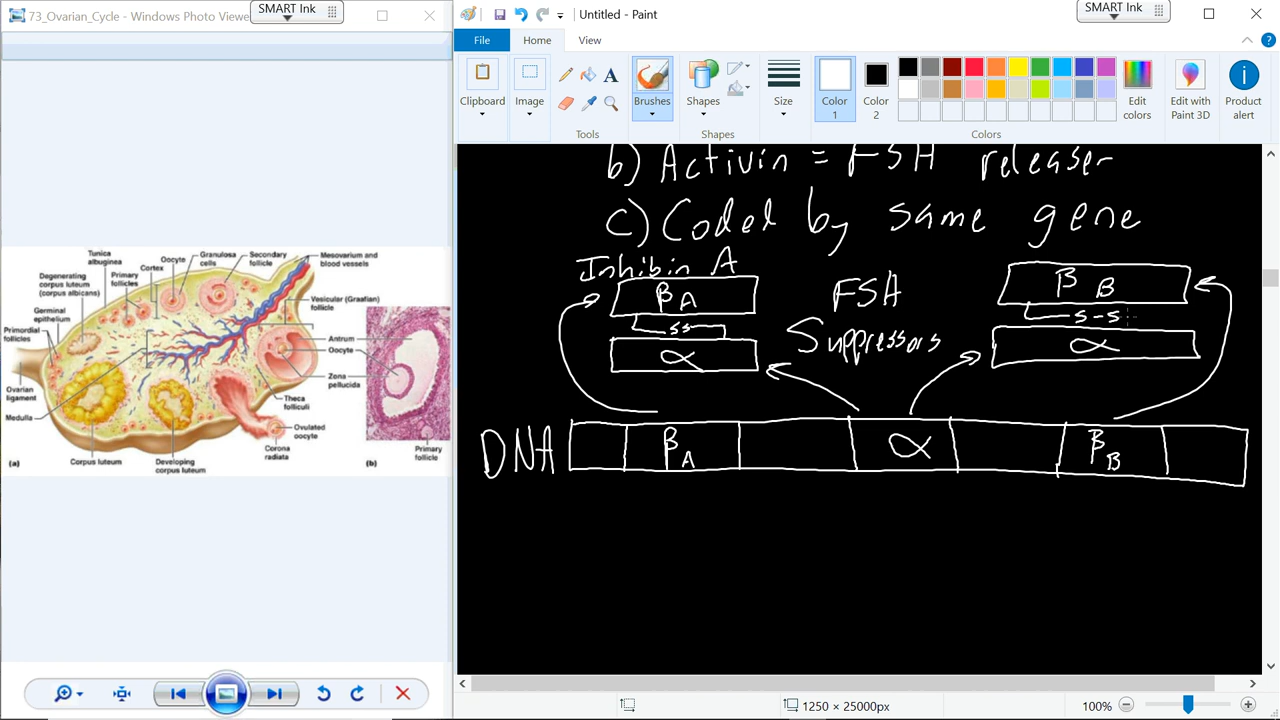 73_Ovarian_Cycle - Windows Photo Viewe
SMART Ink
Untitled - Paint
SMART Ink
File
Home
View
Clipboard
Image
Tools
Brushes
Shapes
Shapes
Size
Color 1
Color 2
Edit colors
Colors
Edit with Paint 3D
Product alert
b) Activin = FSH releaser
c) Coded by same gene
Inhibin A
βA
ss
α
FSH
Suppressors
βB
s-s
α
DNA
βA
α
βB
Tunica albuginea
Degenerating corpus luteum (corpus albicans)
Germinal epithelium
Primordial follicles
Primary follicles
Cortex
Oocyte
Granulosa cells
Secondary follicle
Mesovarium and blood vessels
Vesicular (Graafian) follicle
Antrum
Oocyte
Zona pellucida
Theca folliculi
Ovulated oocyte
Corona radiata
Ovarian ligament
Medulla
Corpus luteum
Developing corpus luteum
Primary follicle
(a)
(b)
1250 × 25000px
100%